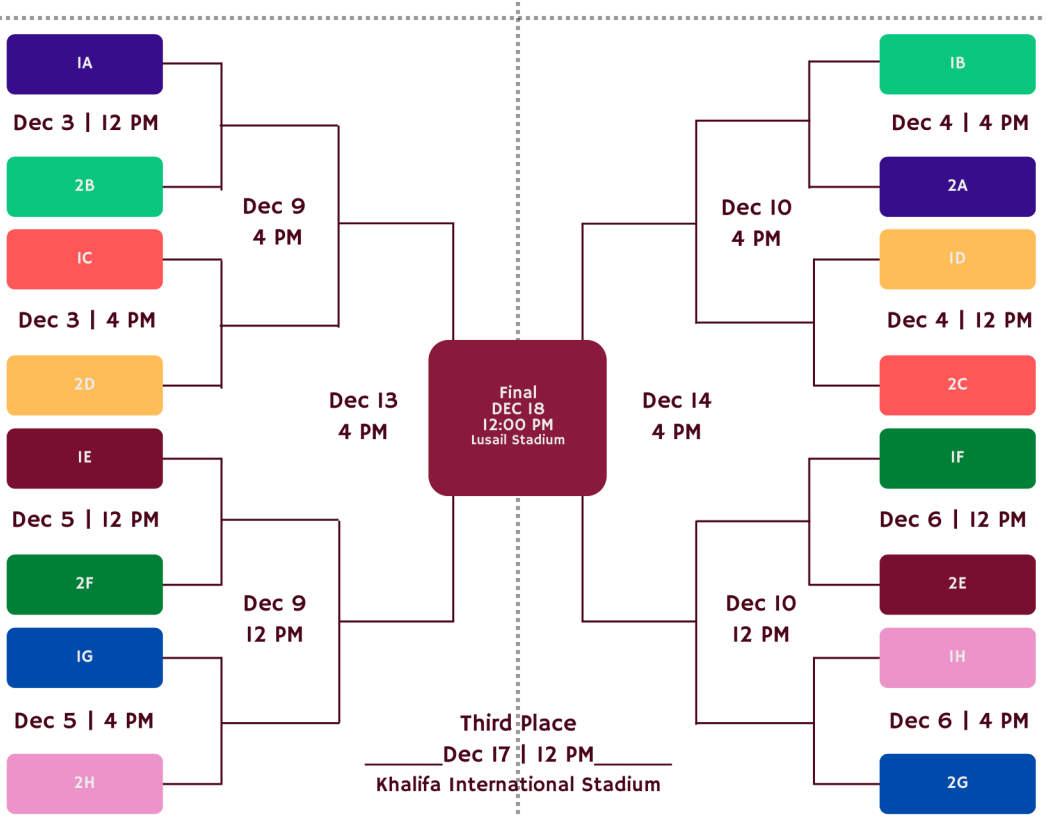 1A
Dec 3 | 12 PM
2B
Dec 9
4 PM
1C
Dec 3 | 4 PM
2D
Dec 13
4 PM
1E
Dec 5 | 12 PM
2F
Dec 9
12 PM
1G
Dec 5 | 4 PM
2H
Final
DEC 18
12:00 PM
Lusail Stadium
Third Place
_______Dec 17 | 12 PM_______
Khalifa International Stadium
1B
Dec 4 | 4 PM
2A
Dec 10
4 PM
1D
Dec 4 | 12 PM
2C
Dec 14
4 PM
1F
Dec 6 | 12 PM
2E
Dec 10
12 PM
1H
Dec 6 | 4 PM
2G